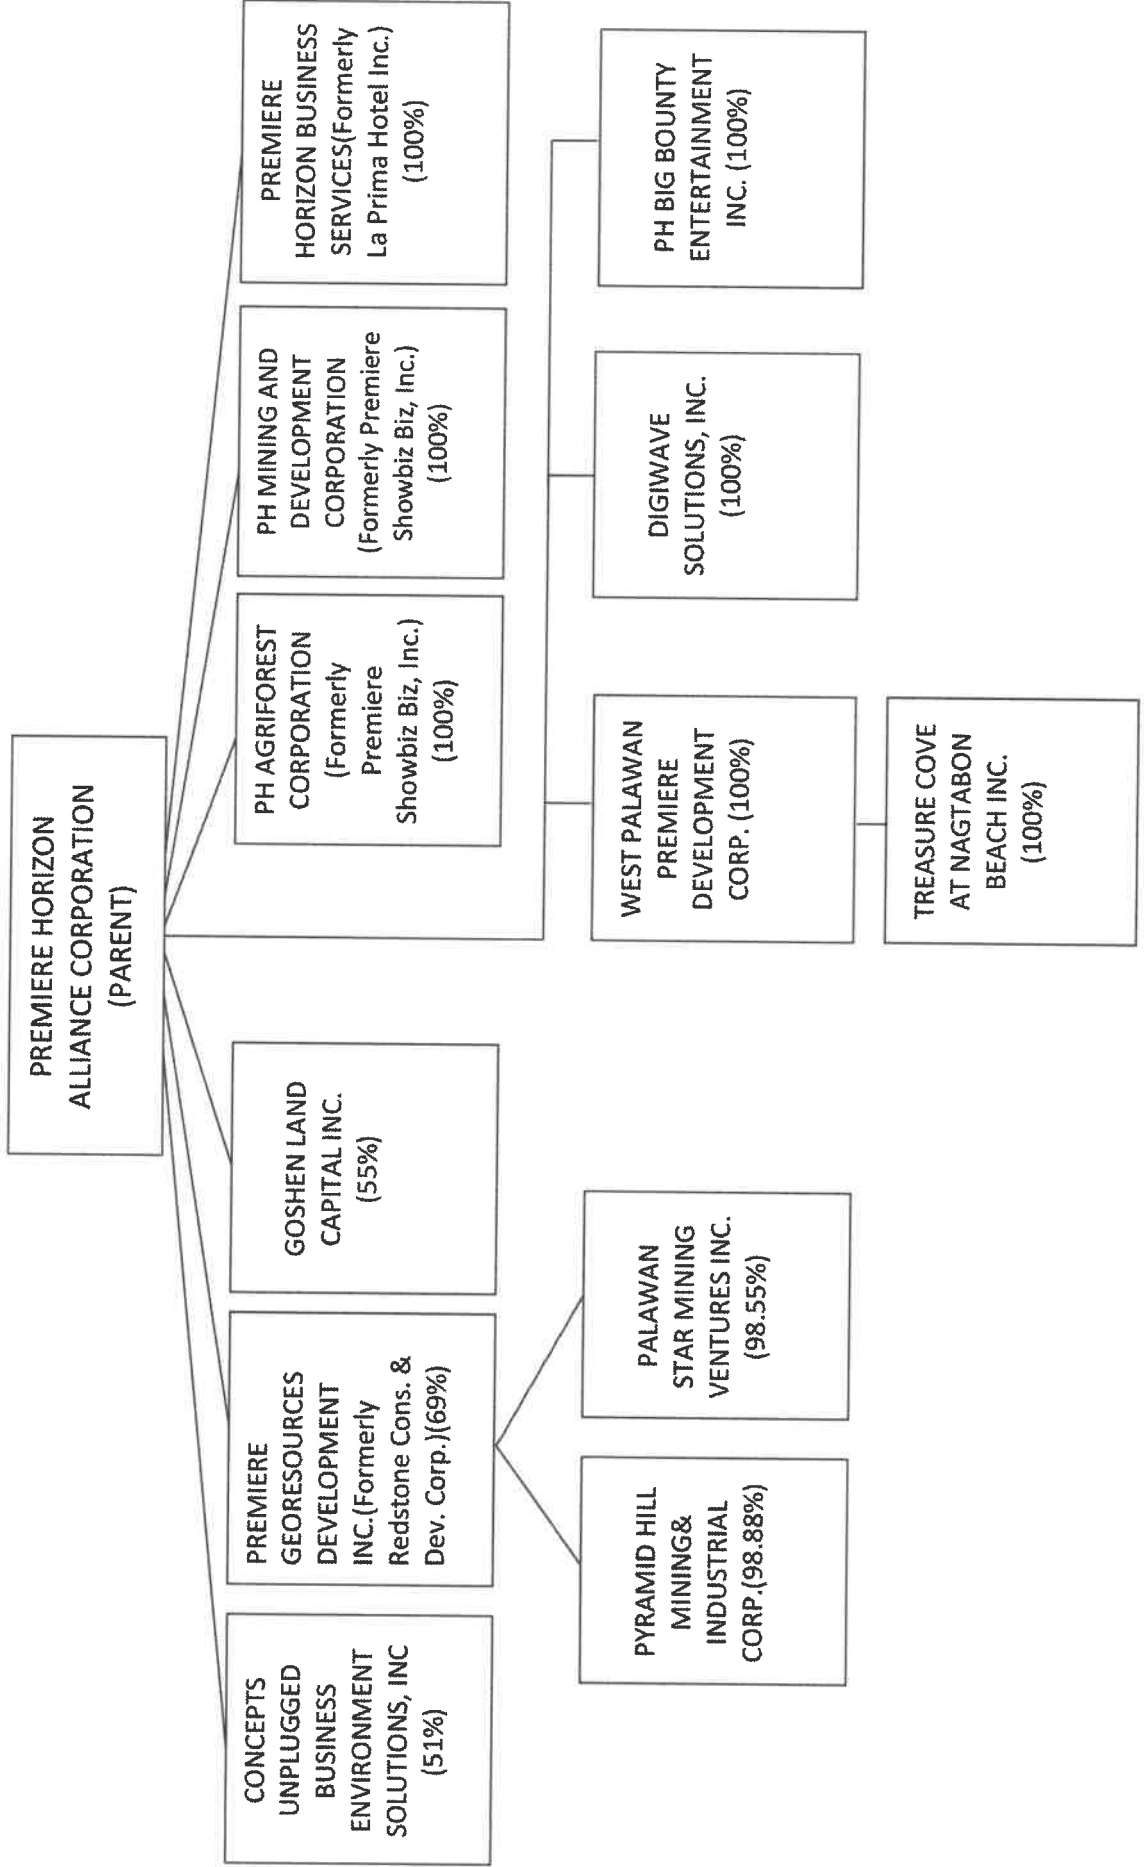 PREMIERE HORIZON
ALLIANCE CORPORATION
(PARENT)
CONCEPTS
UNPLUGGED
BUSINESS
ENVIRONMENT
SOLUTIONS, INC
(51%)
PREMIERE
GEORESOURCES
DEVELOPMENT
INC.(Formerly
Redstone Cons. &
Dev. Corp.)(69%)
GOSHEN LAND
CAPITAL INC.
(55%)
PH AGRIFOREST
CORPORATION
(Formerly
Premiere
Showbiz Biz, Inc.)
(100%)
PH MINING AND
DEVELOPMENT
CORPORATION
(Formerly Premiere
Showbiz Biz, Inc.)
(100%)
PREMIERE
HORIZON BUSINESS
SERVICES(Formerly
La Prima Hotel Inc.)
(100%)
PYRAMID HILL
MINING&
INDUSTRIAL
CORP.(98.88%)
PALAWAN
STAR MINING
VENTURES INC.
(98.55%)
WEST PALAWAN
PREMIERE
DEVELOPMENT
CORP. (100%)
DIGIWAVE
SOLUTIONS, INC.
(100%)
PH BIG BOUNTY
ENTERTAINMENT
INC. (100%)
TREASURE COVE
AT NAGTABON
BEACH INC.
(100%)